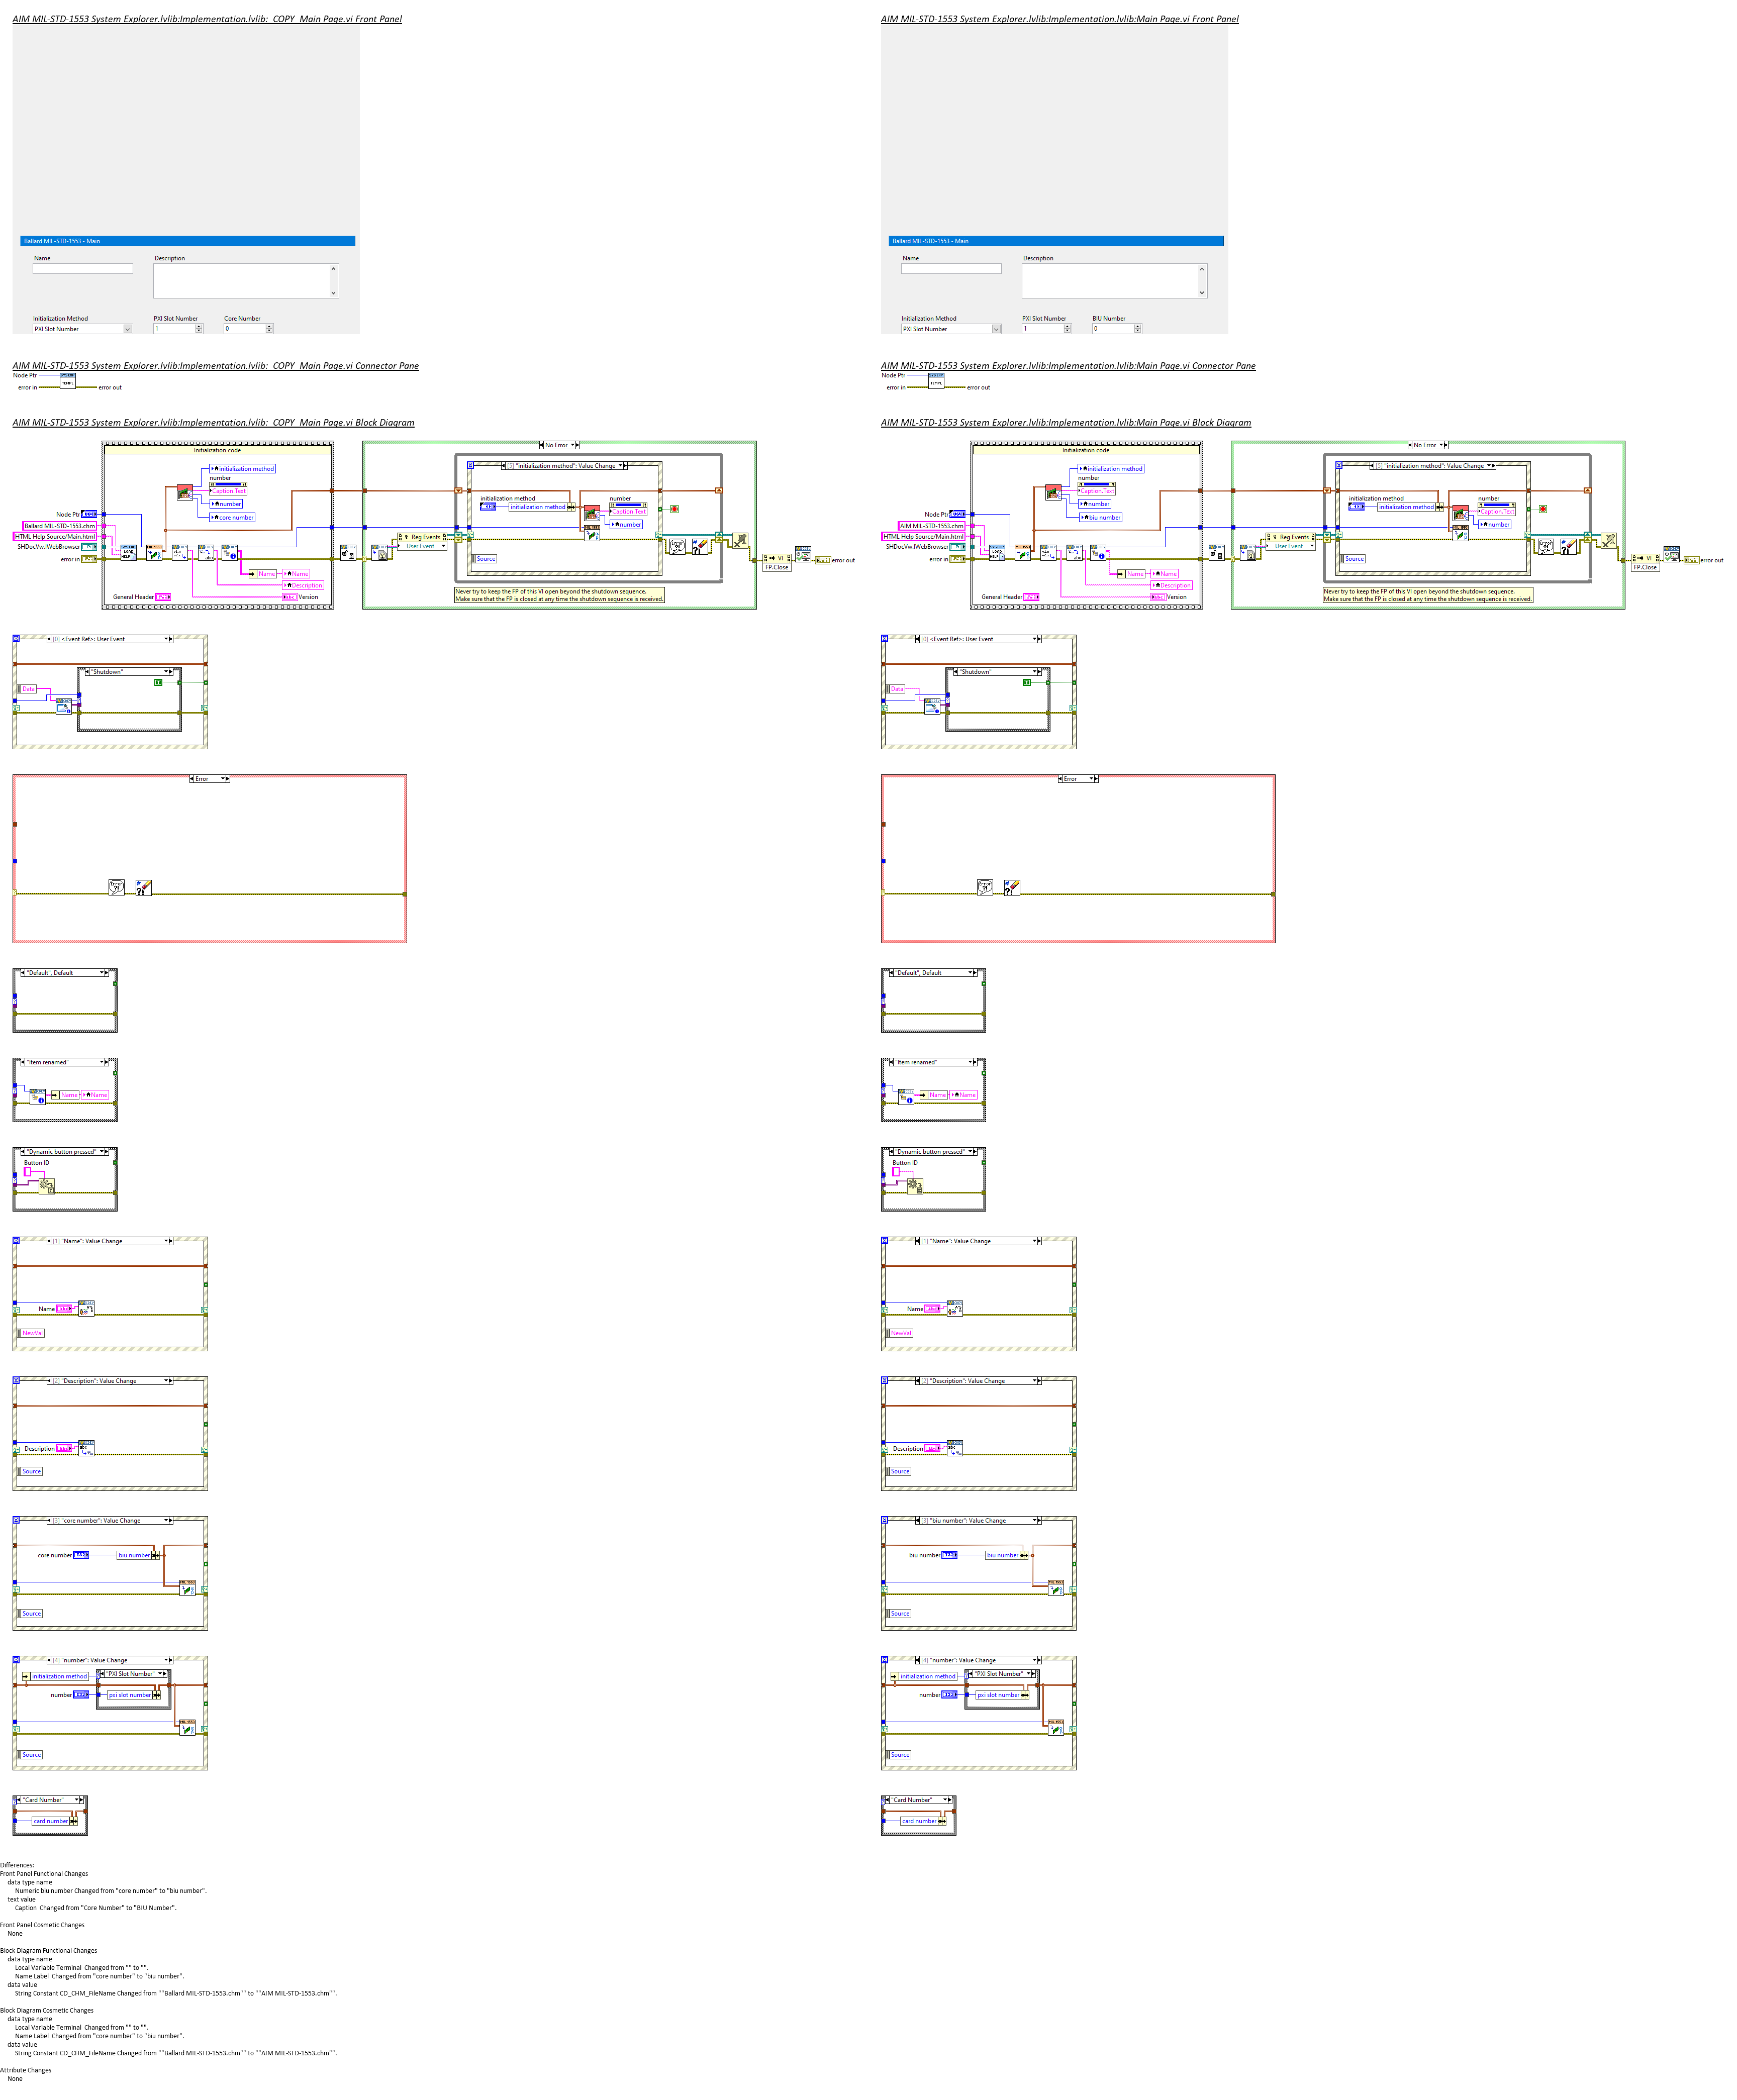 AIM MIL-STD-1553 System Explorer.lvlib:Implementation.lvlib:_COPY_Main Page.vi Front Panel
Ballard MIL-STD-1553 - Main
Name
Description
Initialization Method
PXI Slot Number
Core Number
PXI Slot Number
1
0
AIM MIL-STD-1553 System Explorer.lvlib:Implementation.lvlib:_COPY_Main Page.vi Connector Pane
Node Ptr
error in
error out
AIM MIL-STD-1553 System Explorer.lvlib:Implementation.lvlib:_COPY_Main Page.vi Block Diagram
Initialization code
initialization method
number
Caption.Text
number
core number
Node Ptr
Ballard MIL-STD-1553.chm
HTML Help Source/Main.html
SHDocVw.IWebBrowser
error in
Name
Name
Description
General Header
Version
No Error
[5] "initialization method": Value Change
initialization method
initialization method
number
Caption.Text
number
Reg Events
User Event
Source
Never try to keep the FP of this VI open beyond the shutdown sequence.
Make sure that the FP is closed at any time the shutdown sequence is received.
VI
FP.Close
error out
[0] <Event Ref>: User Event
"Shutdown"
Data
Error
"Default", Default
"Item renamed"
Name
Name
"Dynamic button pressed"
Button ID
[1] "Name": Value Change
Name
NewVal
[2] "Description": Value Change
Description
Source
[3] "core number": Value Change
core number
biu number
Source
[4] "number": Value Change
initialization method
"PXI Slot Number"
number
pxi slot number
Source
"Card Number"
card number
AIM MIL-STD-1553 System Explorer.lvlib:Implementation.lvlib:Main Page.vi Front Panel
Ballard MIL-STD-1553 - Main
Name
Description
Initialization Method
PXI Slot Number
BIU Number
PXI Slot Number
1
0
AIM MIL-STD-1553 System Explorer.lvlib:Implementation.lvlib:Main Page.vi Connector Pane
Node Ptr
error in
error out
AIM MIL-STD-1553 System Explorer.lvlib:Implementation.lvlib:Main Page.vi Block Diagram
Initialization code
initialization method
number
Caption.Text
number
biu number
Node Ptr
AIM MIL-STD-1553.chm
HTML Help Source/Main.html
SHDocVw.IWebBrowser
error in
Name
Name
Description
General Header
Version
No Error
[5] "initialization method": Value Change
initialization method
initialization method
number
Caption.Text
number
Reg Events
User Event
Source
Never try to keep the FP of this VI open beyond the shutdown sequence.
Make sure that the FP is closed at any time the shutdown sequence is received.
VI
FP.Close
error out
[0] <Event Ref>: User Event
"Shutdown"
Data
Error
"Default", Default
"Item renamed"
Name
Name
"Dynamic button pressed"
Button ID
[1] "Name": Value Change
Name
NewVal
[2] "Description": Value Change
Description
Source
[3] "biu number": Value Change
biu number
biu number
Source
[4] "number": Value Change
initialization method
"PXI Slot Number"
number
pxi slot number
Source
"Card Number"
card number
Differences:
Front Panel Functional Changes
data type name
Numeric biu number Changed from "core number" to "biu number".
text value
Caption  Changed from "Core Number" to "BIU Number".
Front Panel Cosmetic Changes
None
Block Diagram Functional Changes
data type name
Local Variable Terminal  Changed from "" to "".
Name Label  Changed from "core number" to "biu number".
data value
String Constant CD_CHM_FileName Changed from ""Ballard MIL-STD-1553.chm"" to ""AIM MIL-STD-1553.chm"".
Block Diagram Cosmetic Changes
data type name
Local Variable Terminal  Changed from "" to "".
Name Label  Changed from "core number" to "biu number".
data value
String Constant CD_CHM_FileName Changed from ""Ballard MIL-STD-1553.chm"" to ""AIM MIL-STD-1553.chm"".
Attribute Changes
None